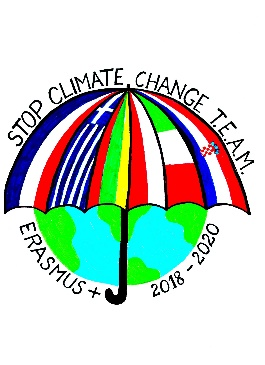 STOP CLIMATE CHANGE T.E.A.M.
ERASMUS + 2018 - 2020